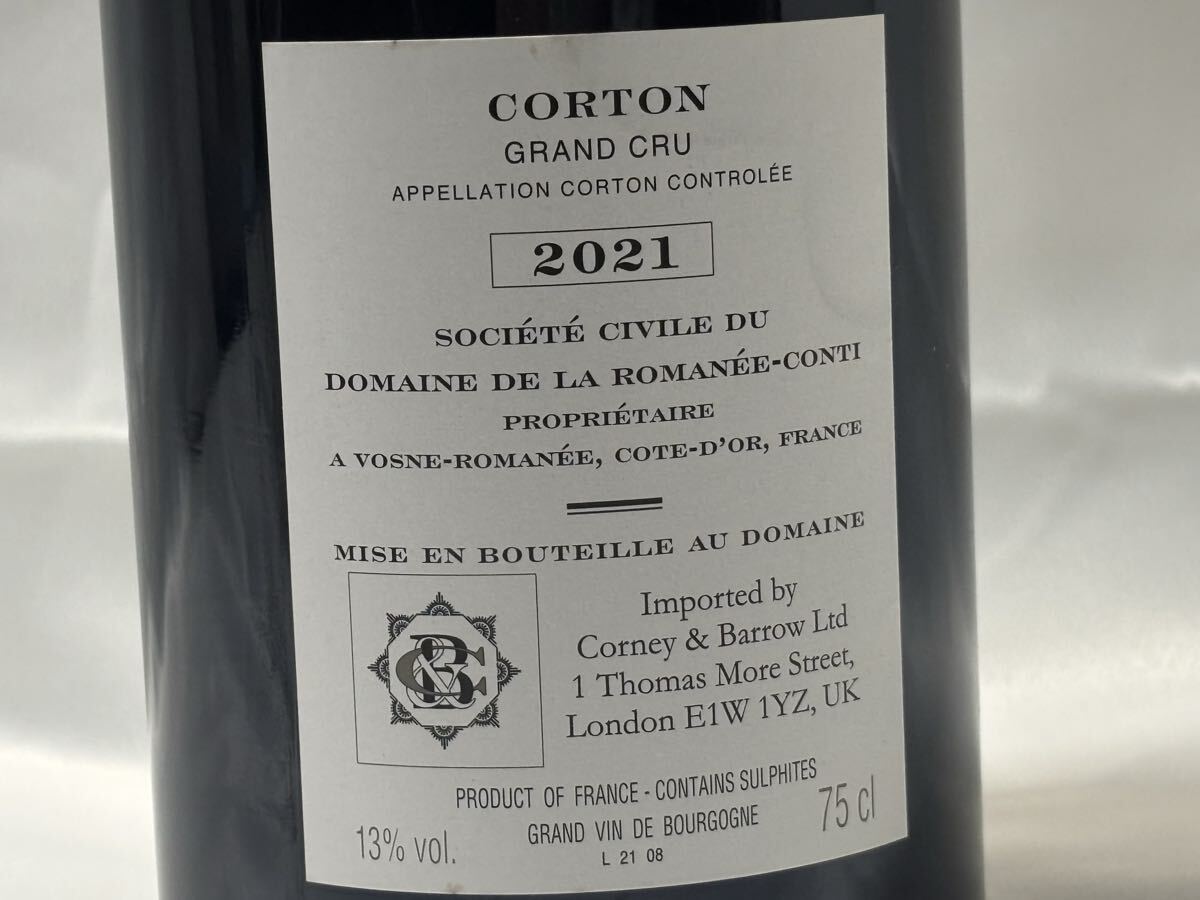 CORTON
GRAND CRU
APPELLATION CORTON CONTROLÉE
2021
SOCIÉTÉ CIVILE DU
DOMAINE DE LA ROMANÉE-CONTI
PROPRIÉTAIRE
A VOSNE-ROMANÉE, COTE-D'OR, FRANCE
MISE EN BOUTEILLE AU DOMAINE
C&B
Imported by
Corney & Barrow Ltd
1 Thomas More Street,
London E1W 1YZ, UK
PRODUCT OF FRANCE - CONTAINS SULPHITES
13% vol.
GRAND VIN DE BOURGOGNE
75 cl
L 21 08